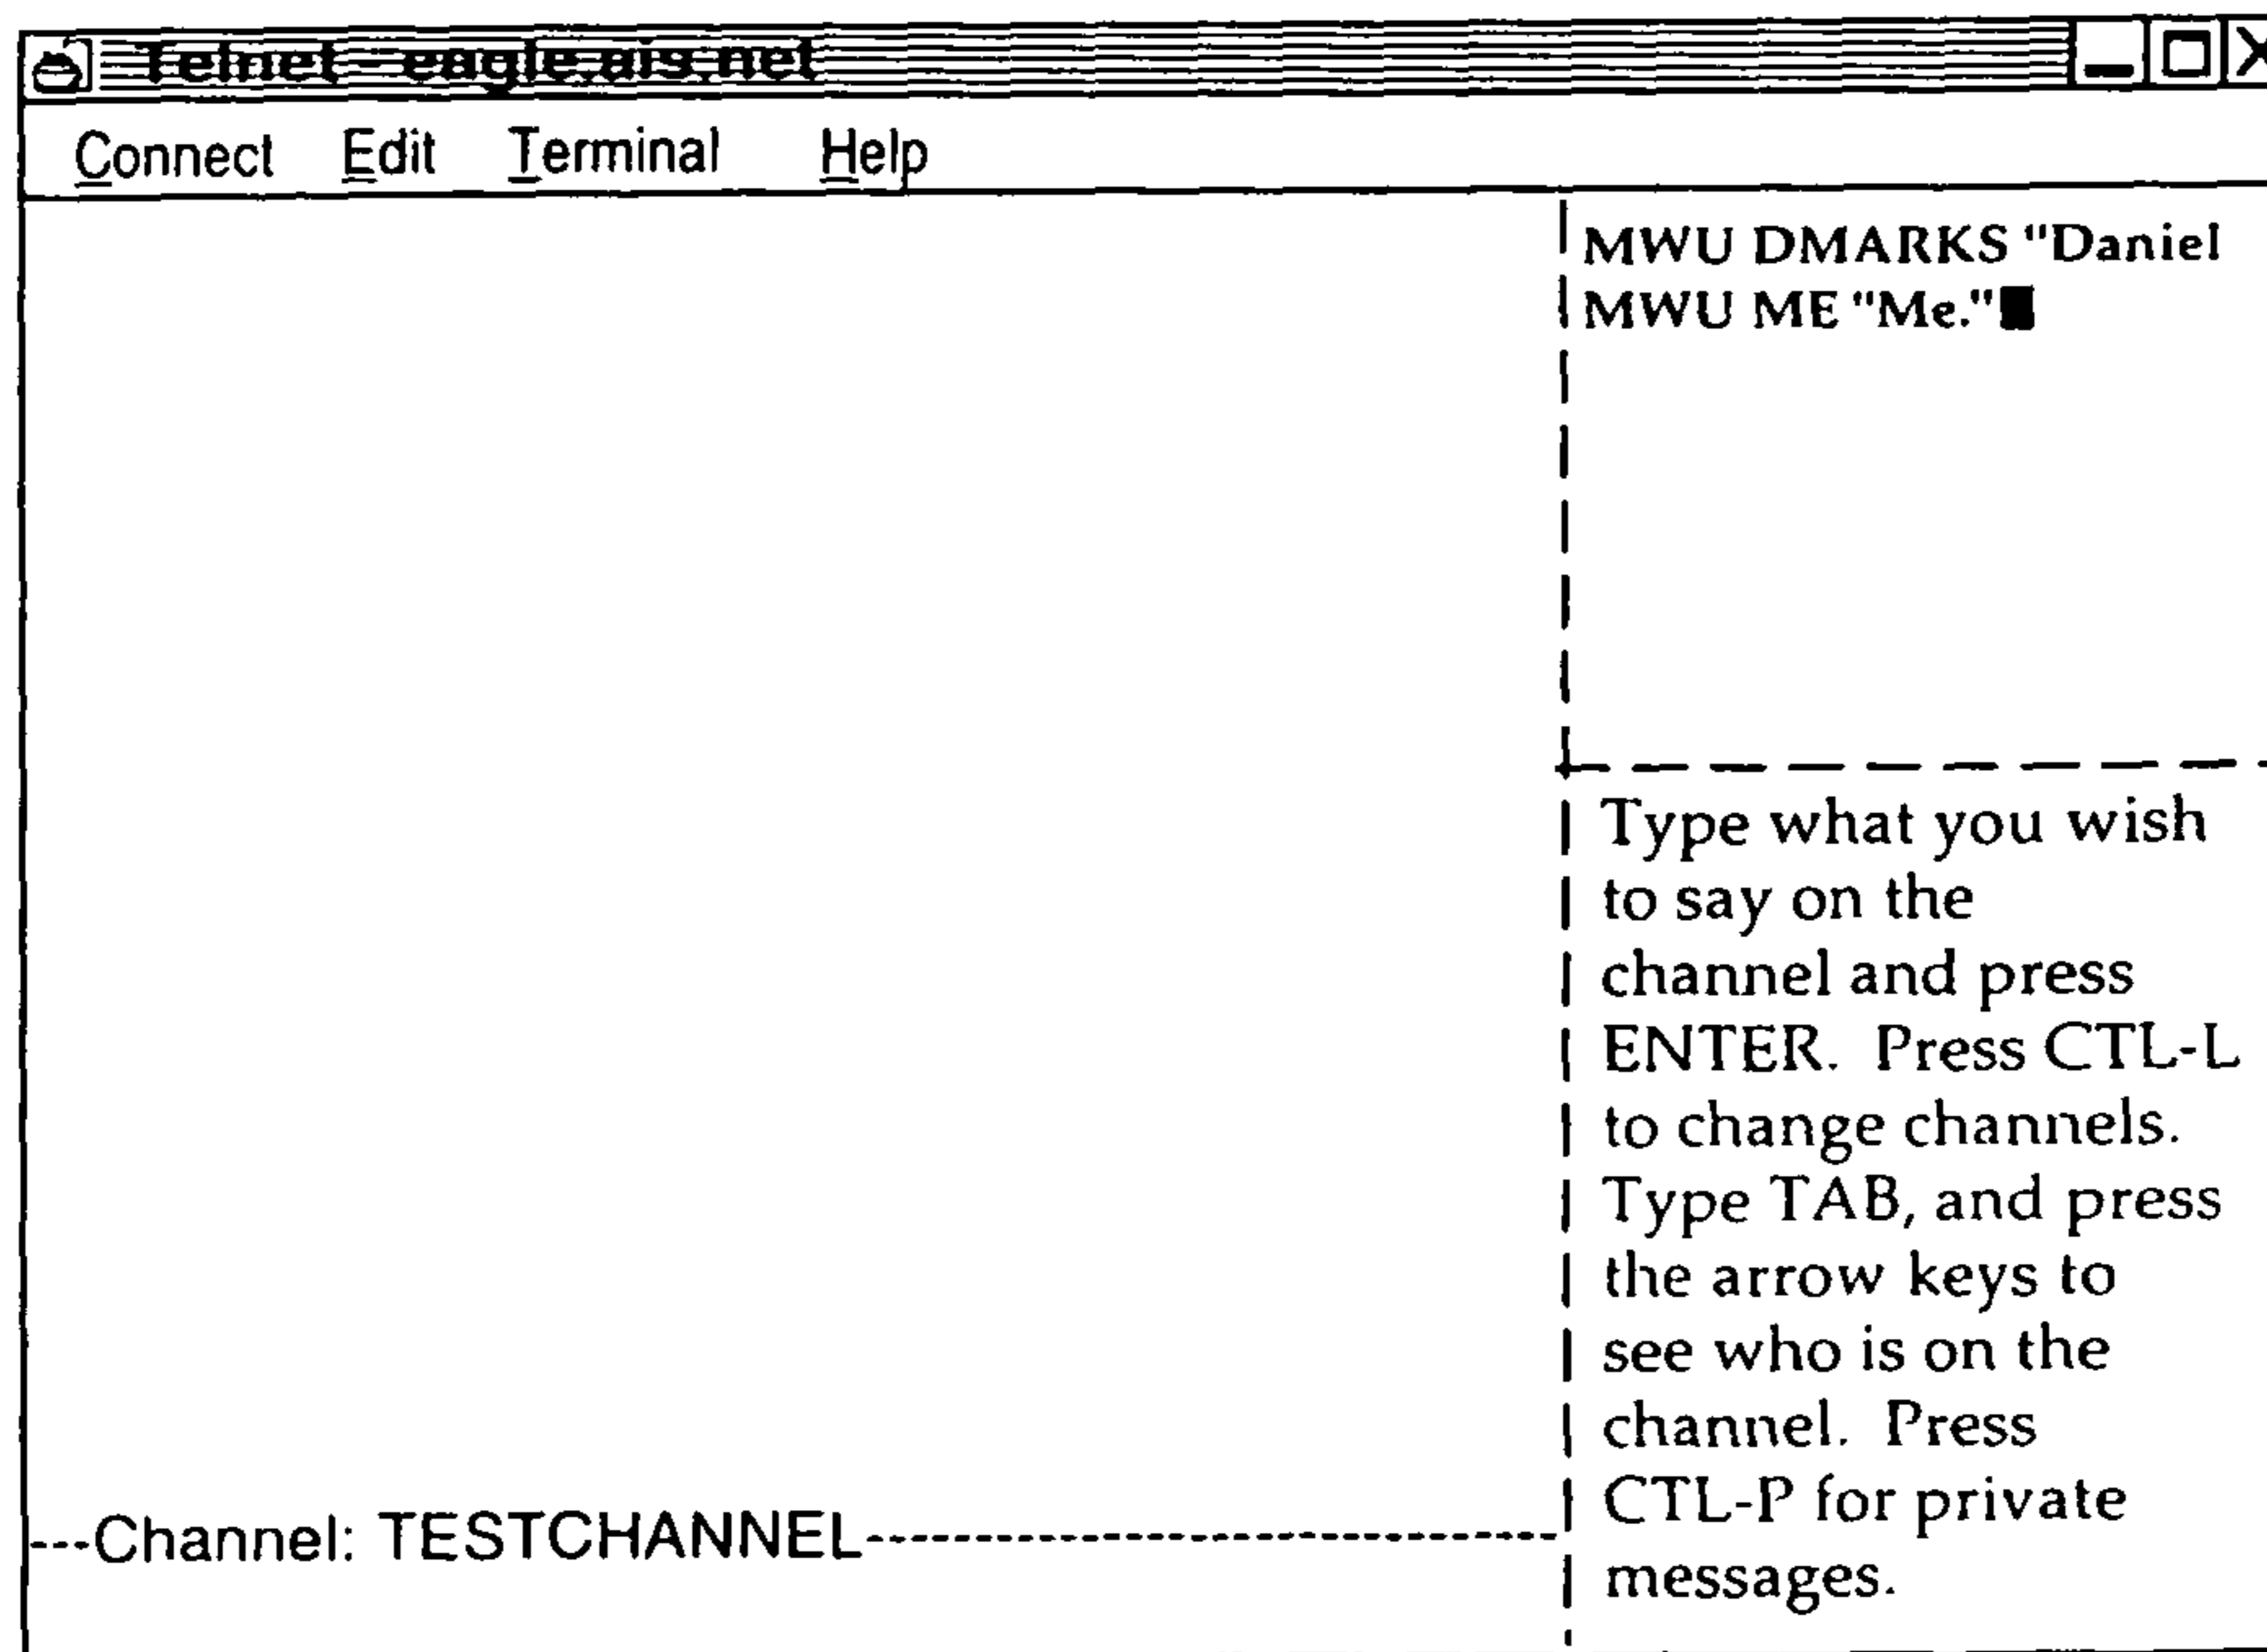 Telnet - eagle.ais.net
Connect Edit Terminal Help
MWU DMARKS "Daniel
MWU ME "Me."
Type what you wish
to say on the
channel and press
ENTER. Press CTL-L
to change channels.
Type TAB, and press
the arrow keys to
see who is on the
channel. Press
CTL-P for private
messages.
---Channel: TESTCHANNEL-----------------------------------